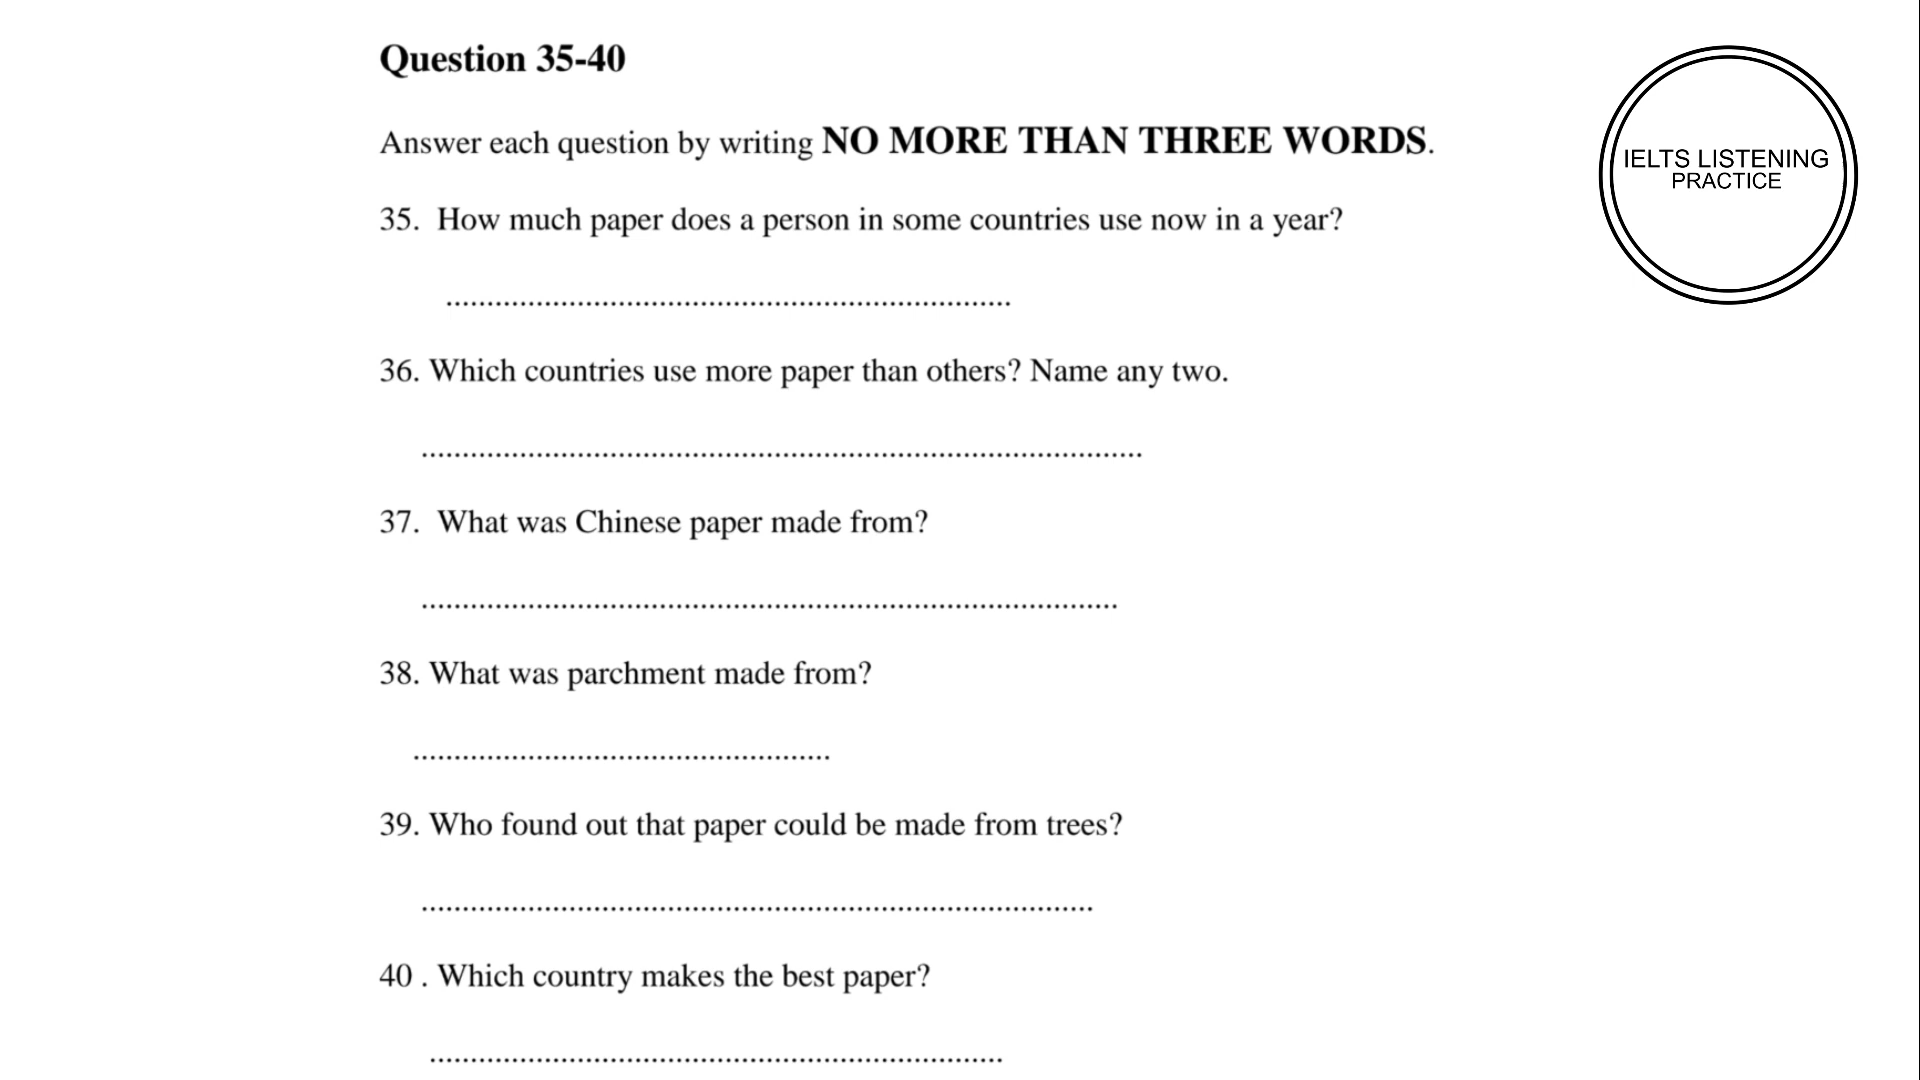 Question 35-40
IELTS LISTENING
PRACTICE
Answer each question by writing NO MORE THAN THREE WORDS.
35. How much paper does a person in some countries use now in a year?
.....................................................................
36. Which countries use more paper than others? Name any two.
........................................................................................
37. What was Chinese paper made from?
.....................................................................................
38. What was parchment made from?
...................................................
39. Who found out that paper could be made from trees?
..................................................................................
40 . Which country makes the best paper?
......................................................................